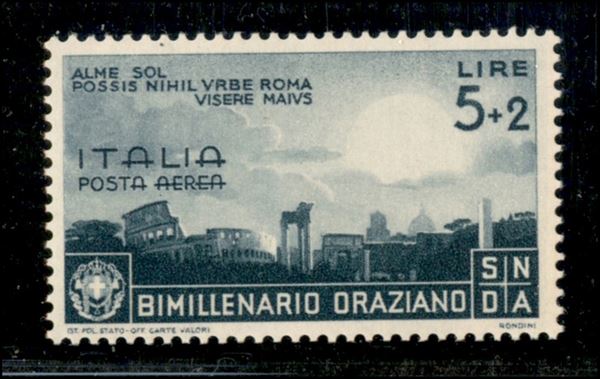 ALME SOL
POSSIS NIHIL VRBE ROMA
VISERE MAIVS
LIRE
5+2
ITALIA
POSTA AEREA
BIMILLENARIO ORAZIANO
S N
D A
IST. POL. STATO-OFF. CARTE VALORI
RONDINI